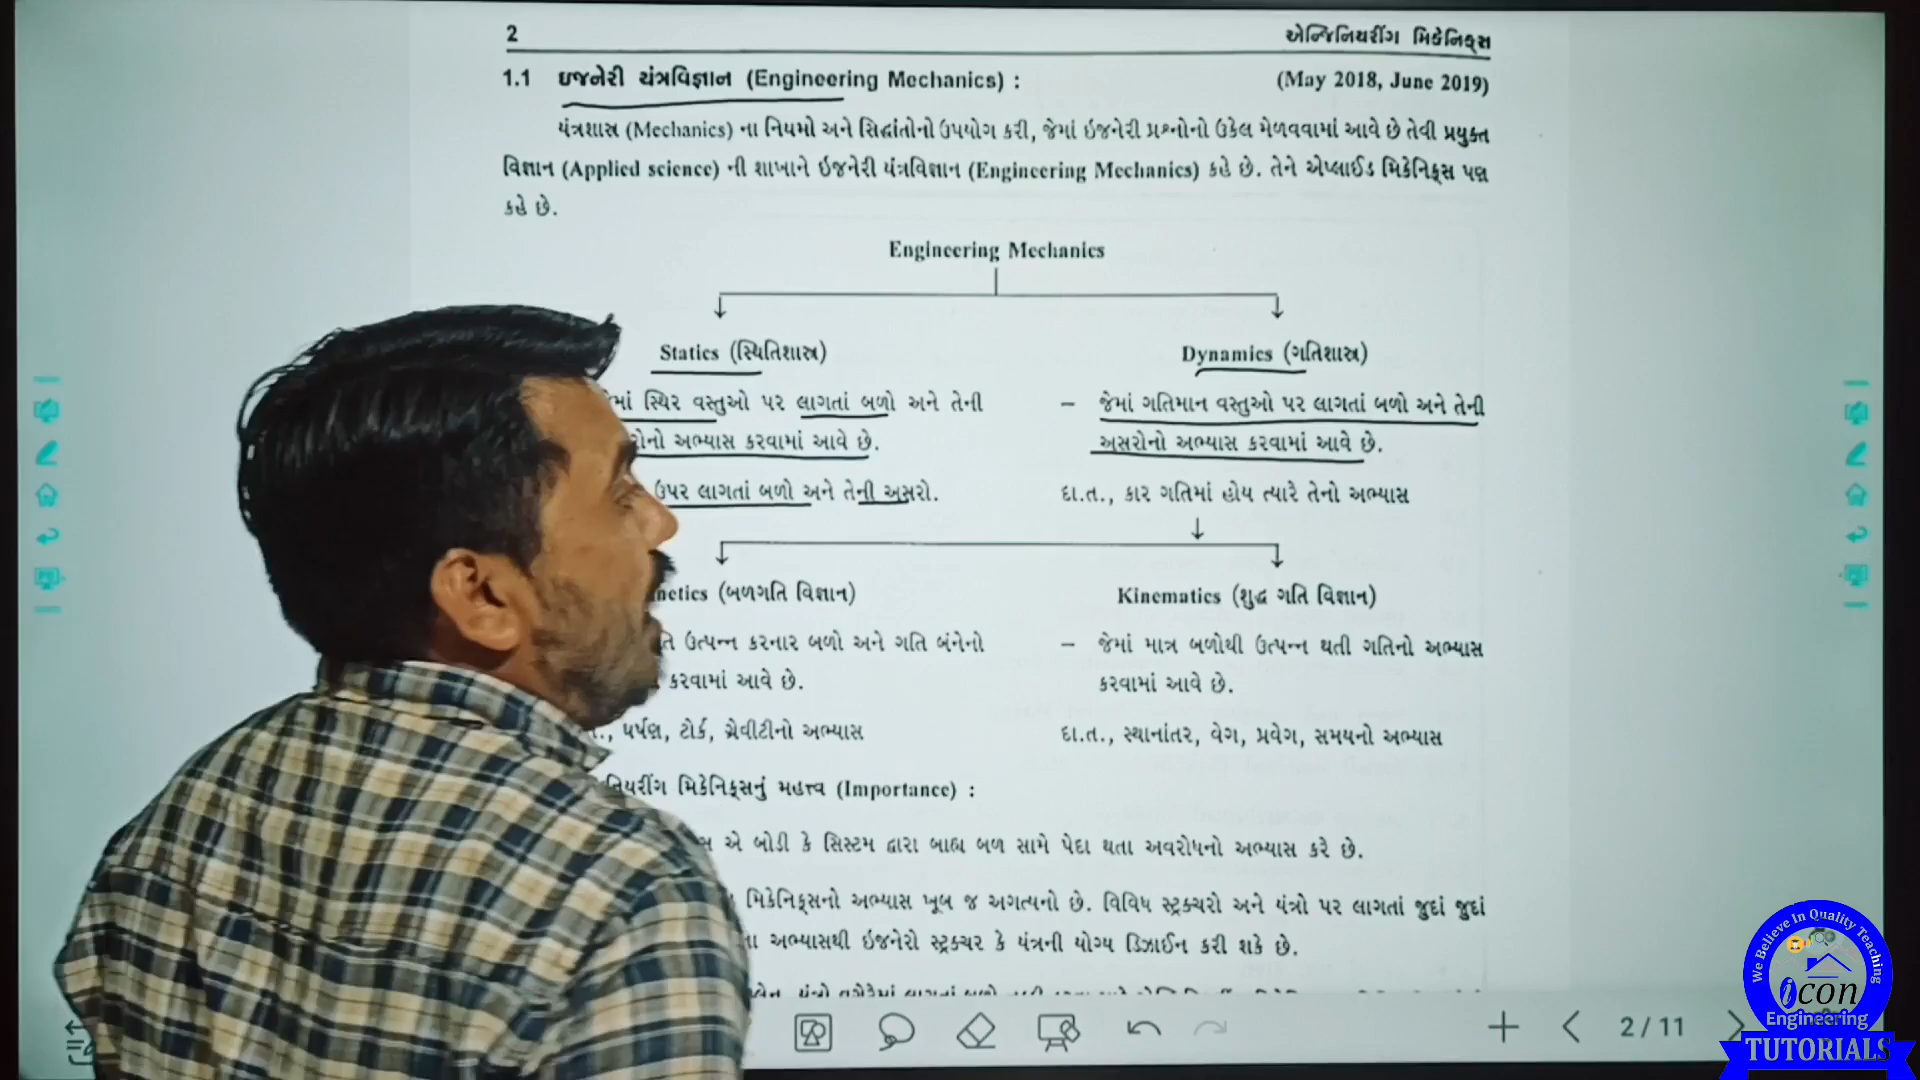 2 એન્જિનિયરીંગ મિકેનિક્સ
1.1 ઇજનેરી યંત્રવિજ્ઞાન (Engineering Mechanics) : (May 2018, June 2019)
યંત્રશાસ્ત્ર (Mechanics) ના નિયમો અને સિદ્ધાંતોનો ઉપયોગ કરી, જેમાં ઇજનેરી પ્રશ્નોનો ઉકેલ મેળવવામાં આવે છે તેવી પ્રયુક્ત
વિજ્ઞાન (Applied science) ની શાખાને ઇજનેરી યંત્રવિજ્ઞાન (Engineering Mechanics) કહે છે. તેને એપ્લાઈડ મિકેનિક્સ પણ
કહે છે.
Engineering Mechanics
Statics (સ્થિતિશાસ્ત્ર)
Dynamics (ગતિશાસ્ત્ર)
સ્થિર વસ્તુઓ પર લાગતાં બળો અને તેની
અભ્યાસ કરવામાં આવે છે.
ઉપર લાગતાં બળો અને તેની અસરો.
– જેમાં ગતિમાન વસ્તુઓ પર લાગતાં બળો અને તેની
અસરોનો અભ્યાસ કરવામાં આવે છે.
દા.ત., કાર ગતિમાં હોય ત્યારે તેનો અભ્યાસ
(બળગતિ વિજ્ઞાન)
Kinematics (શુદ્ધ ગતિ વિજ્ઞાન)
ઉત્પન્ન કરનાર બળો અને ગતિ બંનેનો
કરવામાં આવે છે.
ઘર્ષણ, ટોર્ક, ગ્રેવીટીનો અભ્યાસ
– જેમાં માત્ર બળોથી ઉત્પન્ન થતી ગતિનો અભ્યાસ
કરવામાં આવે છે.
દા.ત., સ્થાનાંતર, વેગ, પ્રવેગ, સમયનો અભ્યાસ
મિકેનિક્સનું મહત્ત્વ (Importance) :
એ બોડી કે સિસ્ટમ દ્વારા બાહ્ય બળ સામે પેદા થતા અવરોધનો અભ્યાસ કરે છે.
મિકેનિક્સનો અભ્યાસ ખૂબ જ અગત્યનો છે. વિવિધ સ્ટ્રક્ચરો અને યંત્રો પર લાગતાં જુદાં જુદાં
અભ્યાસથી ઇજનેરો સ્ટ્રક્ચર કે યંત્રની યોગ્ય ડિઝાઈન કરી શકે છે.
2 / 11
We Believe In Quality Teaching
icon
Engineering
TUTORIALS